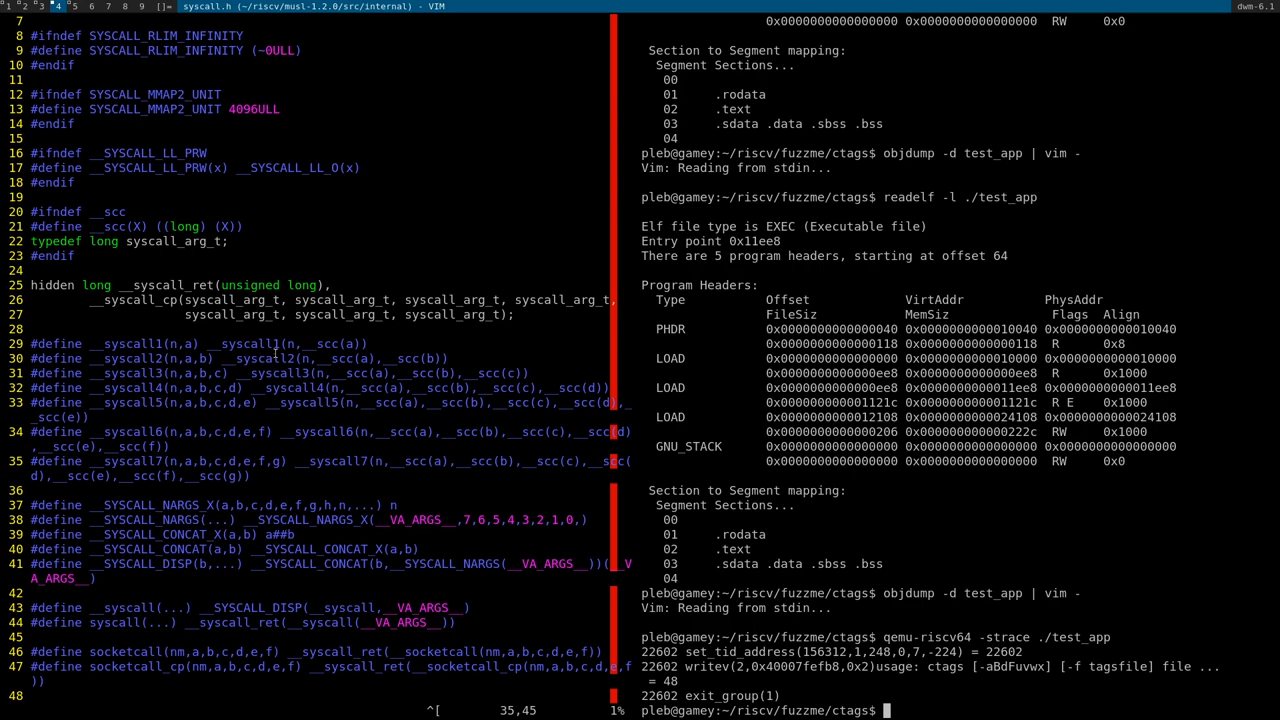 1 2 3 4 5 6 7 8 9 []= syscall.h (~/riscv/musl-1.2.0/src/internal) - VIM dwm-6.1
7
8 #ifndef SYSCALL_RLIM_INFINITY
9 #define SYSCALL_RLIM_INFINITY (~0ULL)
10 #endif
11
12 #ifndef SYSCALL_MMAP2_UNIT
13 #define SYSCALL_MMAP2_UNIT 4096ULL
14 #endif
15
16 #ifndef __SYSCALL_LL_PRW
17 #define __SYSCALL_LL_PRW(x) __SYSCALL_LL_O(x)
18 #endif
19
20 #ifndef __scc
21 #define __scc(X) ((long) (X))
22 typedef long syscall_arg_t;
23 #endif
24
25 hidden long __syscall_ret(unsigned long),
26         __syscall_cp(syscall_arg_t, syscall_arg_t, syscall_arg_t, syscall_arg_t,
27                      syscall_arg_t, syscall_arg_t, syscall_arg_t);
28
29 #define __syscall1(n,a) __syscall1(n,__scc(a))
30 #define __syscall2(n,a,b) __syscall2(n,__scc(a),__scc(b))
31 #define __syscall3(n,a,b,c) __syscall3(n,__scc(a),__scc(b),__scc(c))
32 #define __syscall4(n,a,b,c,d) __syscall4(n,__scc(a),__scc(b),__scc(c),__scc(d))
33 #define __syscall5(n,a,b,c,d,e) __syscall5(n,__scc(a),__scc(b),__scc(c),__scc(d),_
_scc(e))
34 #define __syscall6(n,a,b,c,d,e,f) __syscall6(n,__scc(a),__scc(b),__scc(c),__scc(d)
,__scc(e),__scc(f))
35 #define __syscall7(n,a,b,c,d,e,f,g) __syscall7(n,__scc(a),__scc(b),__scc(c),__scc(
d),__scc(e),__scc(f),__scc(g))
36
37 #define __SYSCALL_NARGS_X(a,b,c,d,e,f,g,h,n,...) n
38 #define __SYSCALL_NARGS(...) __SYSCALL_NARGS_X(__VA_ARGS__,7,6,5,4,3,2,1,0,)
39 #define __SYSCALL_CONCAT_X(a,b) a##b
40 #define __SYSCALL_CONCAT(a,b) __SYSCALL_CONCAT_X(a,b)
41 #define __SYSCALL_DISP(b,...) __SYSCALL_CONCAT(b,__SYSCALL_NARGS(__VA_ARGS__))(__V
A_ARGS__)
42
43 #define __syscall(...) __SYSCALL_DISP(__syscall,__VA_ARGS__)
44 #define syscall(...) __syscall_ret(__syscall(__VA_ARGS__))
45
46 #define socketcall(nm,a,b,c,d,e,f) __syscall_ret(__socketcall(nm,a,b,c,d,e,f))
47 #define socketcall_cp(nm,a,b,c,d,e,f) __syscall_ret(__socketcall_cp(nm,a,b,c,d,e,f
))
48
^[ 35,45 1%
0x0000000000000000 0x0000000000000000  RW     0x0

 Section to Segment mapping:
  Segment Sections...
   00
   01     .rodata
   02     .text
   03     .sdata .data .sbss .bss
   04
pleb@gamey:~/riscv/fuzzme/ctags$ objdump -d test_app | vim -
Vim: Reading from stdin...

pleb@gamey:~/riscv/fuzzme/ctags$ readelf -l ./test_app

Elf file type is EXEC (Executable file)
Entry point 0x11ee8
There are 5 program headers, starting at offset 64

Program Headers:
  Type           Offset             VirtAddr           PhysAddr
                 FileSiz            MemSiz              Flags  Align
  PHDR           0x0000000000000040 0x0000000000010040 0x0000000000010040
                 0x0000000000000118 0x0000000000000118  R      0x8
  LOAD           0x0000000000000000 0x0000000000010000 0x0000000000010000
                 0x0000000000000ee8 0x0000000000000ee8  R      0x1000
  LOAD           0x0000000000000ee8 0x0000000000011ee8 0x0000000000011ee8
                 0x000000000001121c 0x000000000001121c  R E    0x1000
  LOAD           0x0000000000012108 0x0000000000024108 0x0000000000024108
                 0x0000000000000206 0x000000000000222c  RW     0x1000
  GNU_STACK      0x0000000000000000 0x0000000000000000 0x0000000000000000
                 0x0000000000000000 0x0000000000000000  RW     0x0

 Section to Segment mapping:
  Segment Sections...
   00
   01     .rodata
   02     .text
   03     .sdata .data .sbss .bss
   04
pleb@gamey:~/riscv/fuzzme/ctags$ objdump -d test_app | vim -
Vim: Reading from stdin...

pleb@gamey:~/riscv/fuzzme/ctags$ qemu-riscv64 -strace ./test_app
22602 set_tid_address(156312,1,248,0,7,-224) = 22602
22602 writev(2,0x40007fefb8,0x2)usage: ctags [-aBdFuvwx] [-f tagsfile] file ...
 = 48
22602 exit_group(1)
pleb@gamey:~/riscv/fuzzme/ctags$